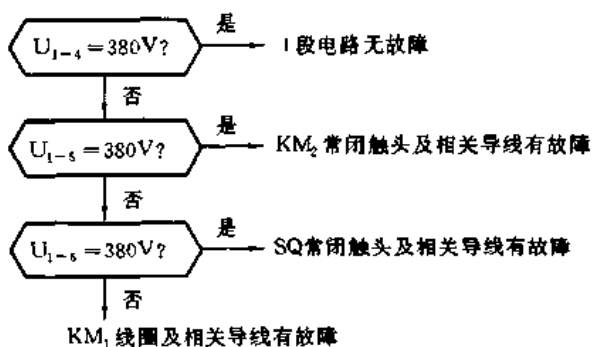 U₁₋₄=380V?
是
I段电路无故障
否
U₁₋₅=380V?
是
KM₂常闭触头及相关导线有故障
否
U₁₋₆=380V?
是
SQ常闭触头及相关导线有故障
否
KM₁线圈及相关导线有故障